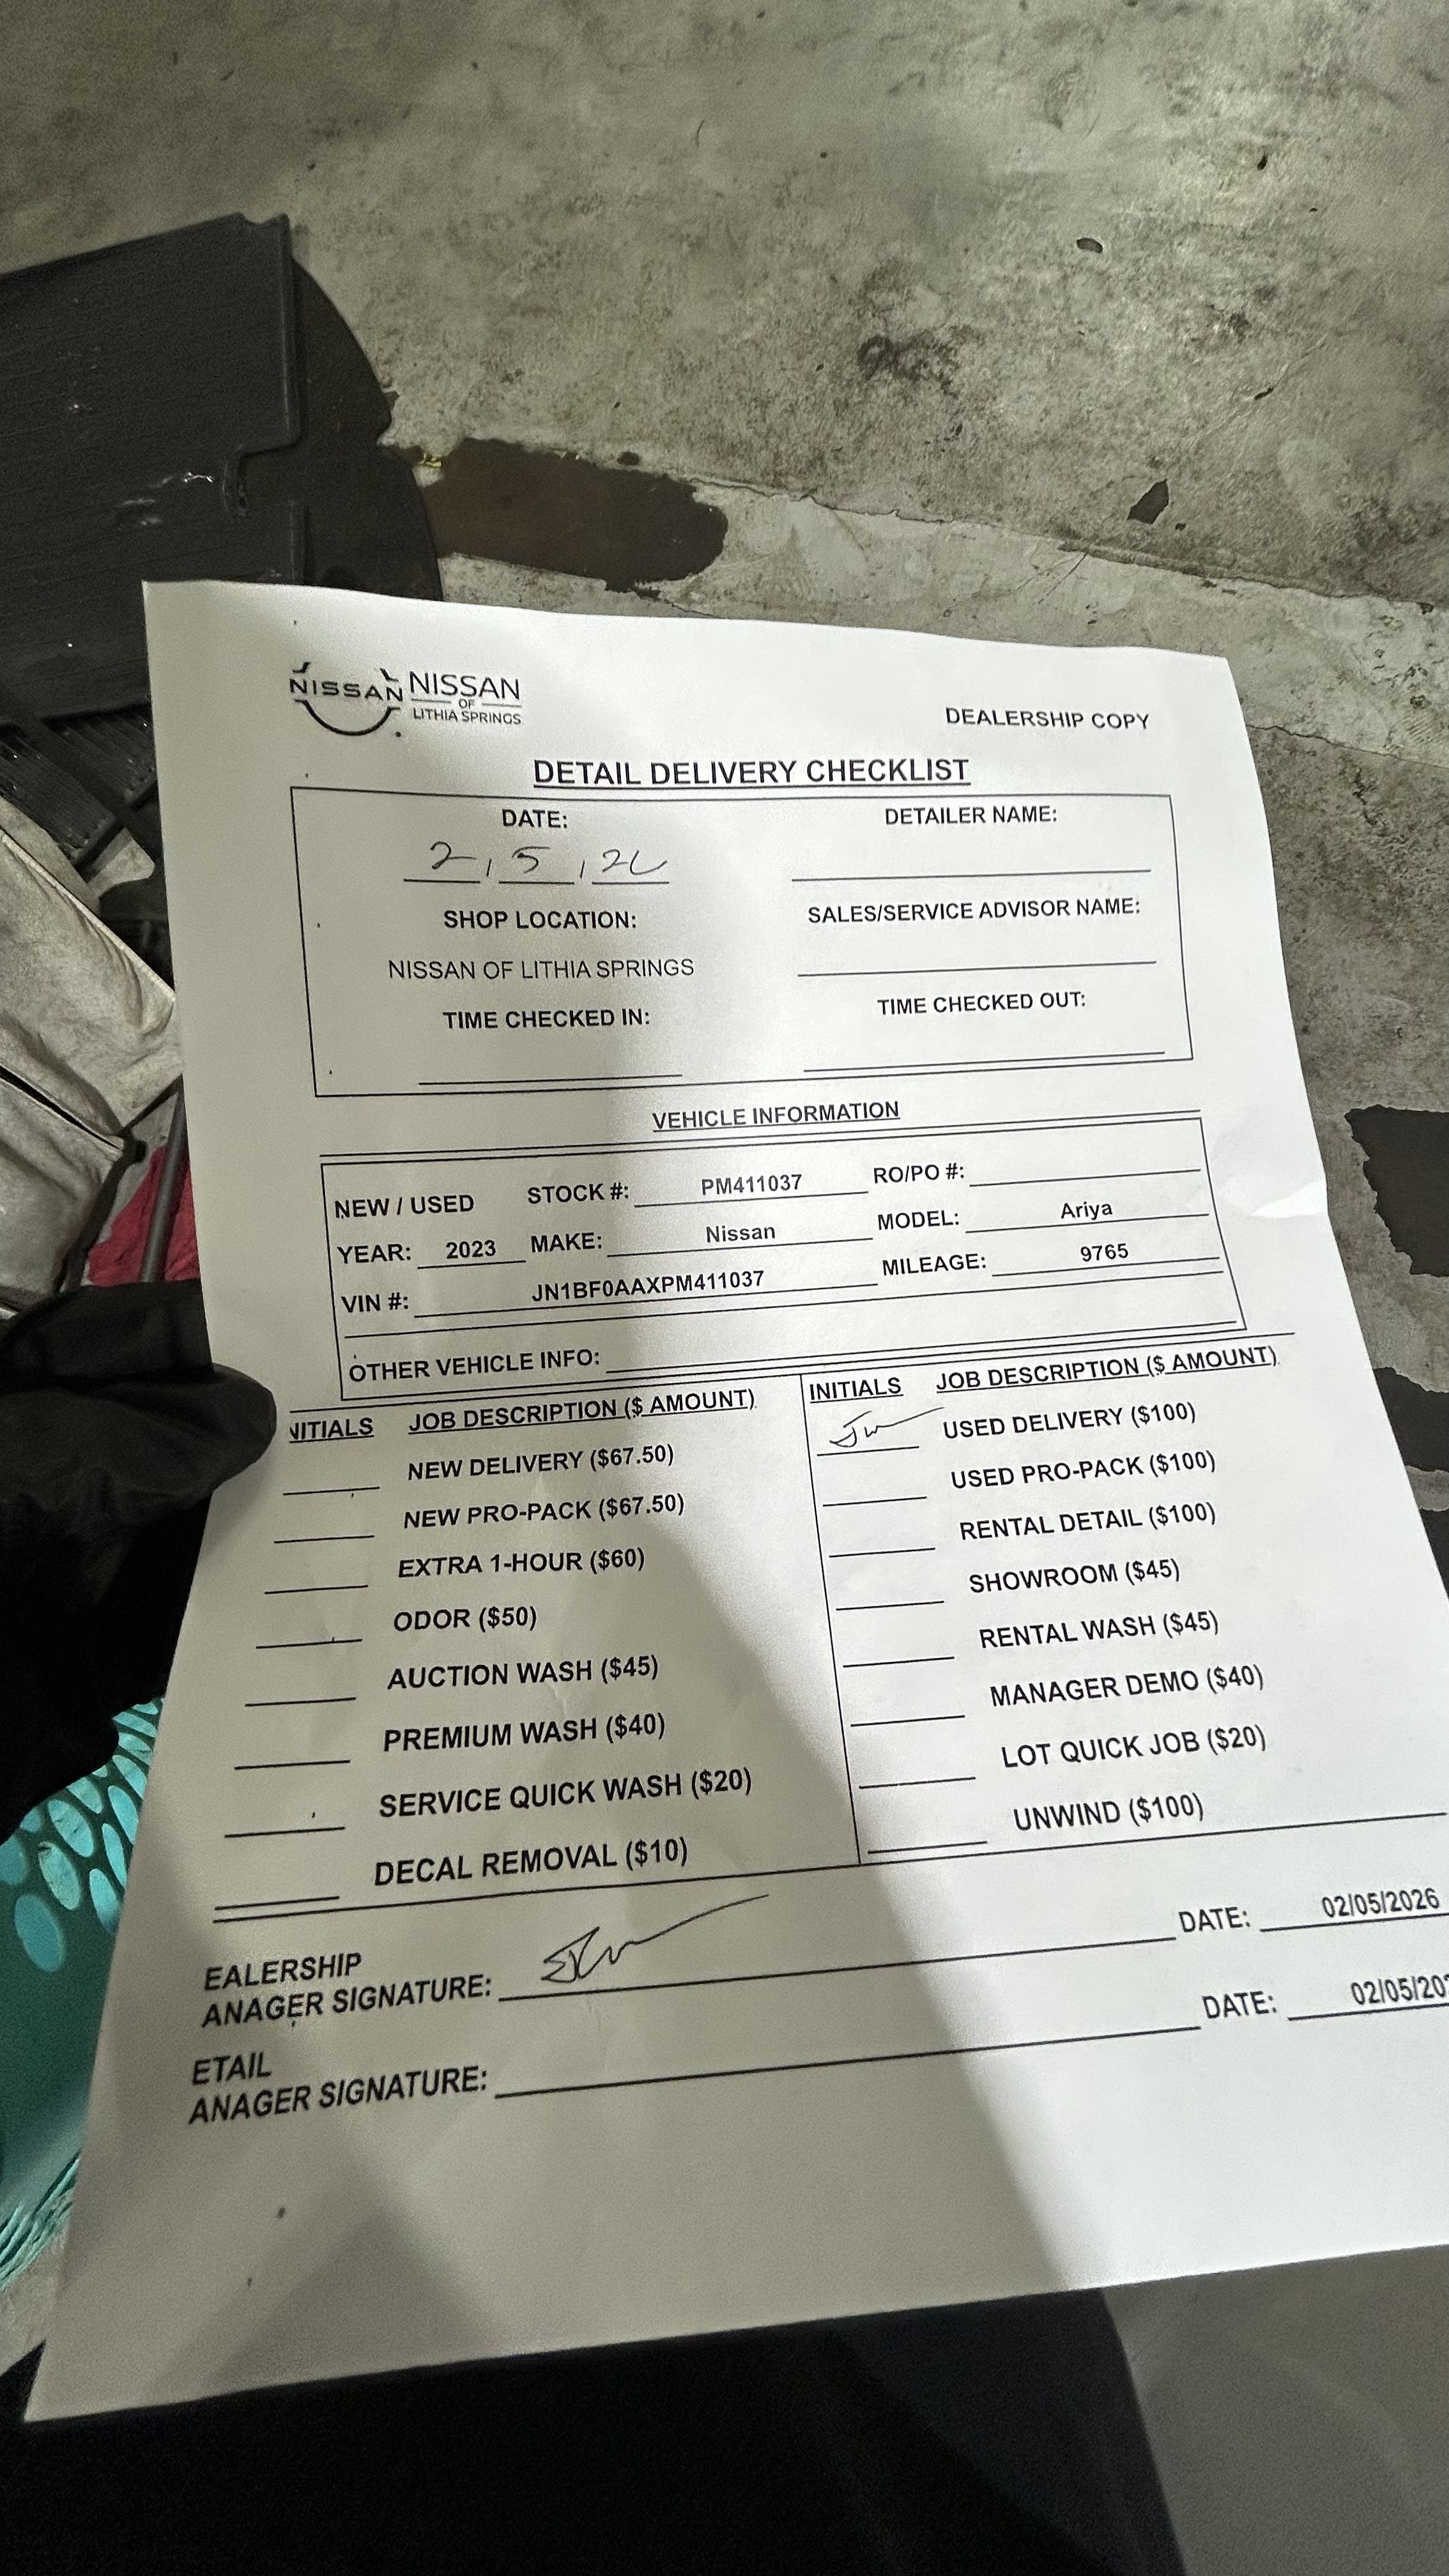 NISSAN NISSAN
OF
LITHIA SPRINGS
DEALERSHIP COPY
DETAIL DELIVERY CHECKLIST
DATE:
2, 5, 26
SHOP LOCATION:
NISSAN OF LITHIA SPRINGS
TIME CHECKED IN:
DETAILER NAME:
SALES/SERVICE ADVISOR NAME:
TIME CHECKED OUT:
VEHICLE INFORMATION
NEW / USED STOCK #: PM411037 RO/PO #:
YEAR: 2023 MAKE: Nissan MODEL: Ariya
VIN #: JN1BF0AAXPM411037 MILEAGE: 9765
OTHER VEHICLE INFO:
NITIALS JOB DESCRIPTION ($ AMOUNT)
NEW DELIVERY ($67.50)
NEW PRO-PACK ($67.50)
EXTRA 1-HOUR ($60)
ODOR ($50)
AUCTION WASH ($45)
PREMIUM WASH ($40)
SERVICE QUICK WASH ($20)
DECAL REMOVAL ($10)
INITIALS JOB DESCRIPTION ($ AMOUNT)
USED DELIVERY ($100)
USED PRO-PACK ($100)
RENTAL DETAIL ($100)
SHOWROOM ($45)
RENTAL WASH ($45)
MANAGER DEMO ($40)
LOT QUICK JOB ($20)
UNWIND ($100)
EALERSHIP
ANAGER SIGNATURE: DATE: 02/05/2026
ETAIL
ANAGER SIGNATURE: DATE: 02/05/202